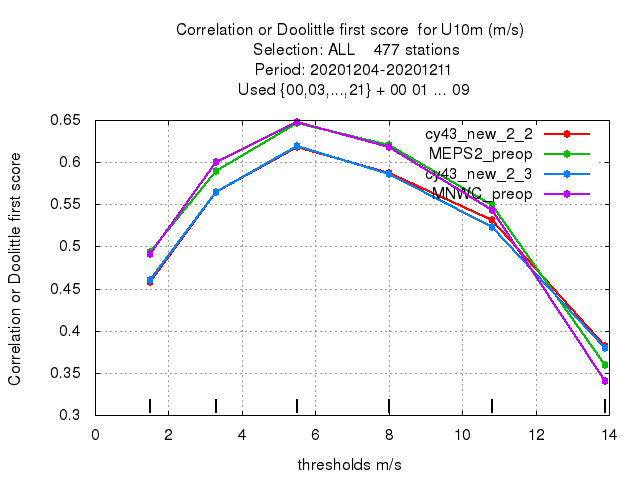 Correlation or Doolittle first score  for U10m (m/s)
Selection: ALL    477 stations
Period: 20201204-20201211
Used {00,03,...,21} + 00 01 ... 09
Correlation or Doolittle first score
0.65
0.6
0.55
0.5
0.45
0.4
0.35
0.3
cy43_new_2_2
MEPS2_preop
cy43_new_2_3
MNWC_preop
0 2 4 6 8 10 12 14
thresholds m/s